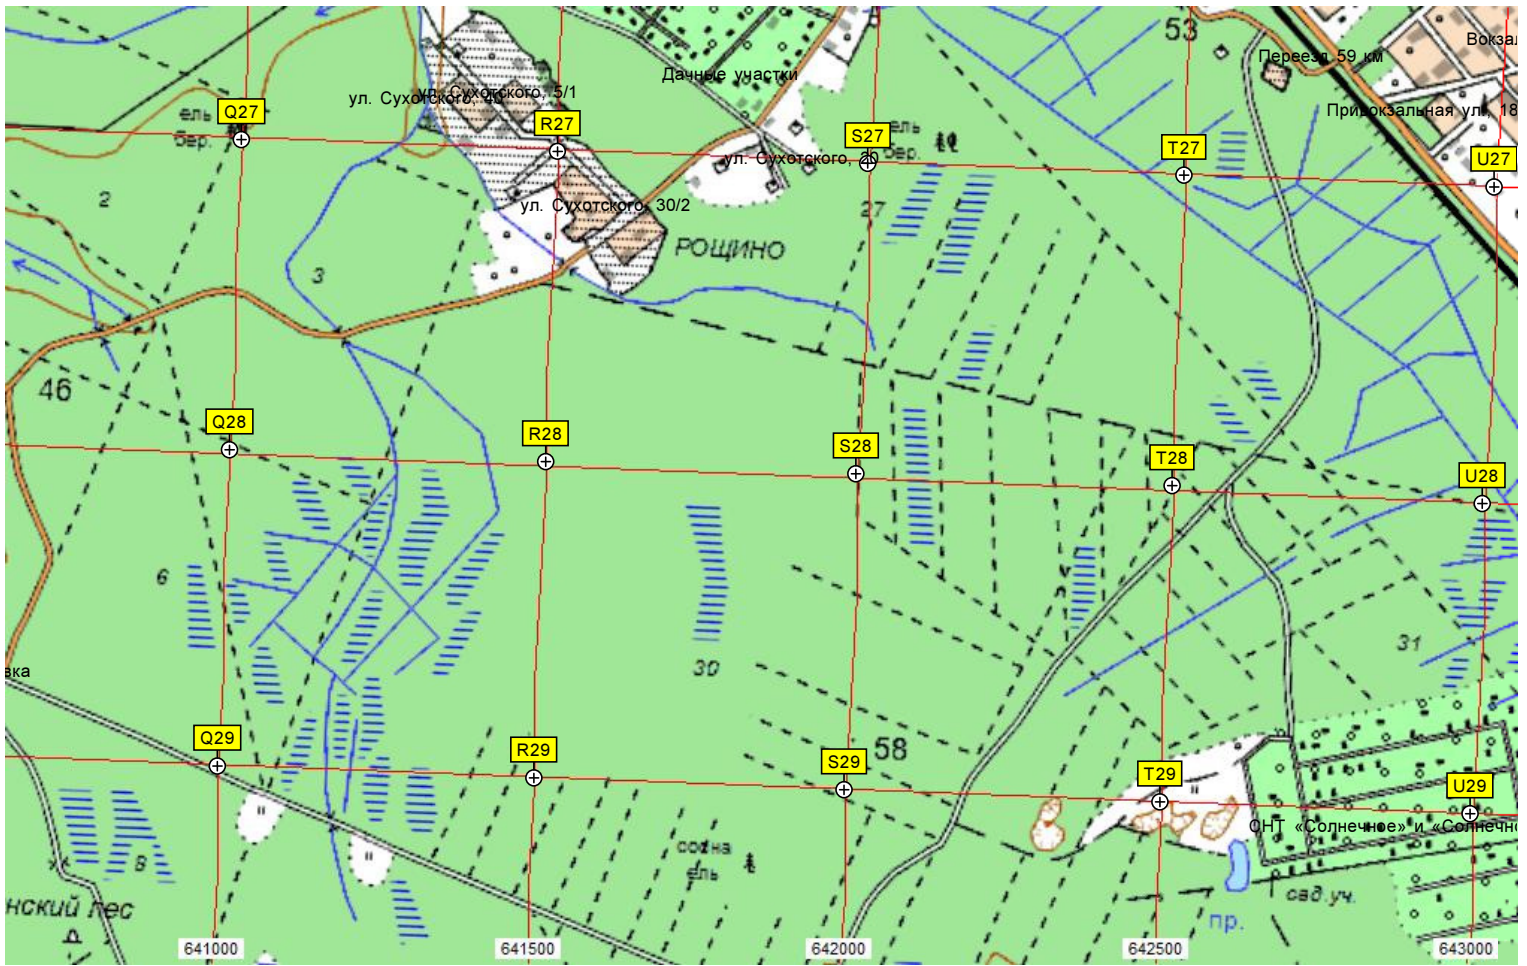 53
Вокзал
Переезд 59 км
Дачные участки
ул. Сухотского, 5/1
ул. Сухотского, 40
Привокзальная ул., 18
Q27
ель
бер.
R27
S27
ель
бер.
T27
U27
ул. Сухотского, 20
2
ул. Сухотского, 30/2
27
РОЩИНО
3
46
Q28
R28
S28
T28
U28
6
30
31
вка
Q29
R29
S29
58
T29
U29
СНТ «Солнечное» и «Солнечно
8
сосна
ель
сад.уч.
нский лес
пр.
641000
641500
642000
642500
643000